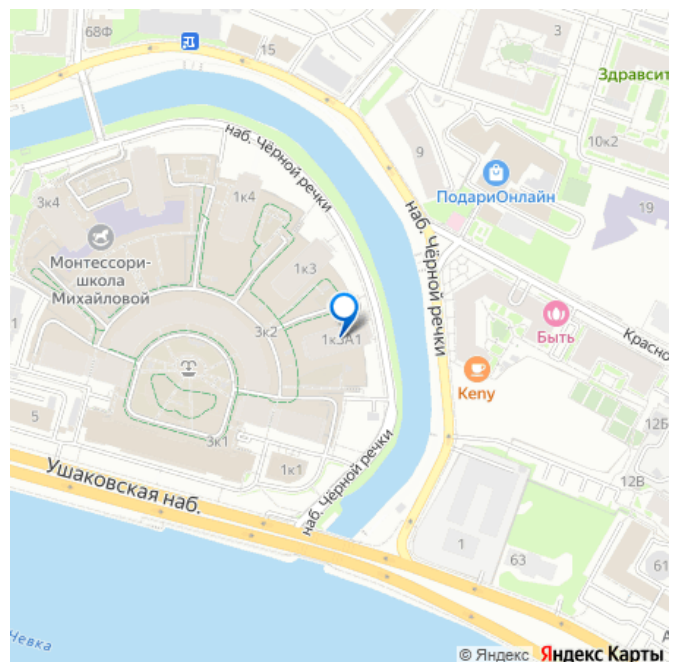 68Ф
15
3
Здравсит
10к2
9
ПодариОнлайн
19
наб. Чёрной речки
3к4
1к4
Монтессори-
школа
Михайловой
1к3
наб. Чёрной речки
1
3к2
1к3А1
Быть
Красно
Keny
5
3к1
1к1
12Б
12В
Ушаковская наб.
наб. Чёрной речки
1
63
61
Чевка
© Яндекс
Яндекс Карты